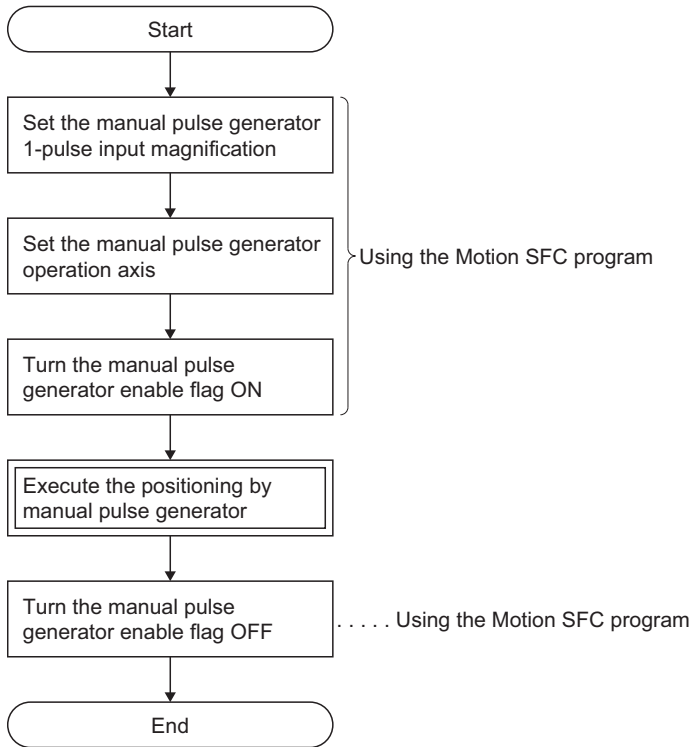 Start
Set the manual pulse generator
1-pulse input magnification
Set the manual pulse generator
operation axis
Using the Motion SFC program
Turn the manual pulse
generator enable flag ON
Execute the positioning by
manual pulse generator
Turn the manual pulse
generator enable flag OFF
. . . . . Using the Motion SFC program
End